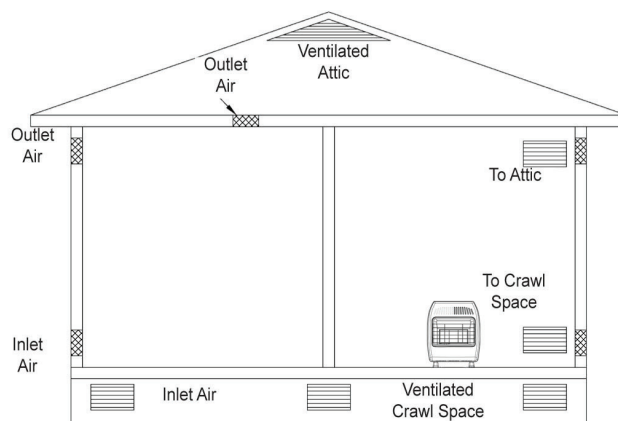 Ventilated
Attic
Outlet
Air
Outlet
Air
To Attic
To Crawl
Space
Inlet
Air
Inlet Air
Ventilated
Crawl Space